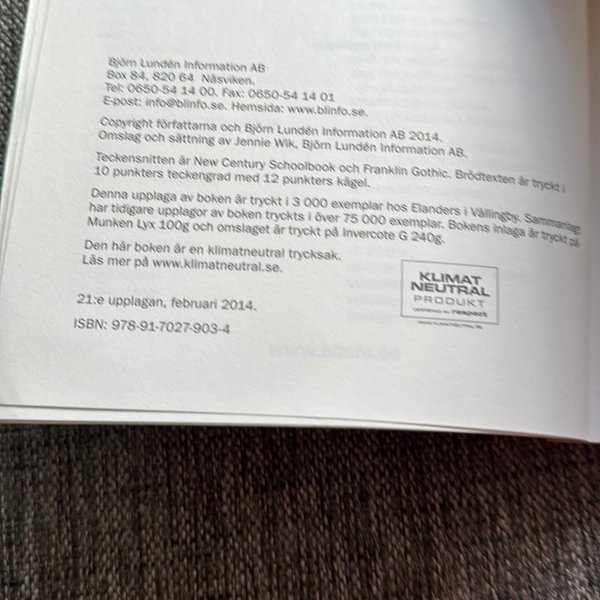 Björn Lundén Information AB
Box 84, 820 64 Näsviken.
Tel: 0650-54 14 00. Fax: 0650-54 14 01
E-post: info@blinfo.se. Hemsida: www.blinfo.se.
Copyright författarna och Björn Lundén Information AB 2014.
Omslag och sättning av Jennie Wik, Björn Lundén Information AB.
Teckensnitten är New Century Schoolbook och Franklin Gothic. Brödtexten är tryckt i
10 punkters teckengrad med 12 punkters kägel.
Denna upplaga av boken är tryckt i 3 000 exemplar hos Elanders i Vällingby. Sammanlagt
har tidigare upplagor av boken tryckts i över 75 000 exemplar. Bokens inlaga är tryckt på
Munken Lyx 100g och omslaget är tryckt på Invercote G 240g.
Den här boken är en klimatneutral trycksak.
Läs mer på www.klimatneutral.se.
KLIMAT
NEUTRAL
PRODUKT
respect
www.klimatneutral.se
21:e upplagan, februari 2014.
ISBN: 978-91-7027-903-4